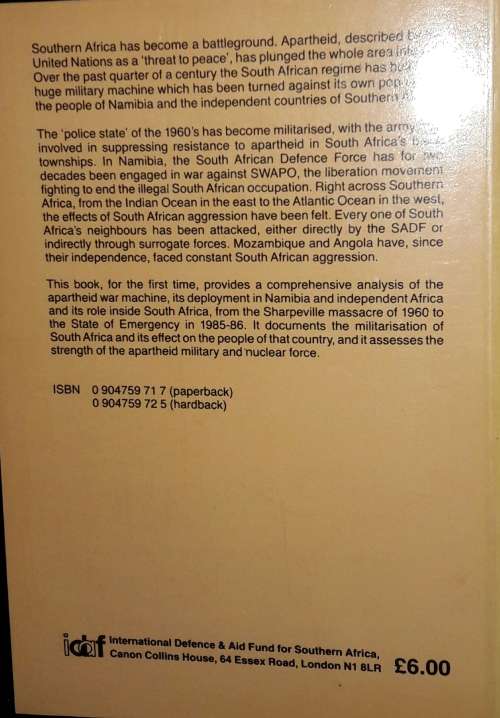 Southern Africa has become a battleground. Apartheid, described
United Nations as a 'threat to peace', has plunged the whole area
Over the past quarter of a century the South African regime has
huge military machine which has been turned against its own
the people of Namibia and the independent countries of Southern
The 'police state' of the 1960's has become militarised, with the army
involved in suppressing resistance to apartheid in South Africa's
townships. In Namibia, the South African Defence Force has for two
decades been engaged in war against SWAPO, the liberation movement
fighting to end the illegal South African occupation. Right across Southern
Africa, from the Indian Ocean in the east to the Atlantic Ocean in the west,
the effects of South African aggression have been felt. Every one of South
Africa's neighbours has been attacked, either directly by the SADF or
indirectly through surrogate forces. Mozambique and Angola have, since
their independence, faced constant South African aggression.
This book, for the first time, provides a comprehensive analysis of the
apartheid war machine, its deployment in Namibia and independent Africa
and its role inside South Africa, from the Sharpeville massacre of 1960 to
the State of Emergency in 1985-86. It documents the militarisation of
South Africa and its effect on the people of that country, and it assesses the
strength of the apartheid military and nuclear force.
ISBN 0 904759 71 7 (paperback)
0 904759 72 5 (hardback)
idaf International Defence & Aid Fund for Southern Africa,
Canon Collins House, 64 Essex Road, London N1 8LR £6.00